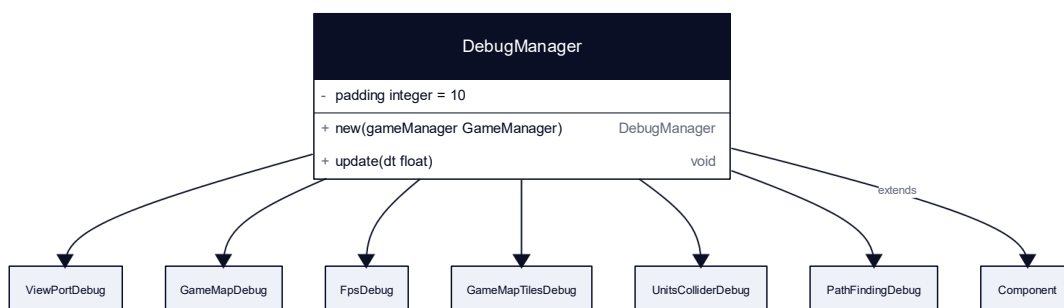 DebugManager
- padding integer = 10
+ new(gameManager GameManager) DebugManager
+ update(dt float) void
extends
ViewPortDebug GameMapDebug FpsDebug GameMapTilesDebug UnitsColliderDebug PathFindingDebug Component